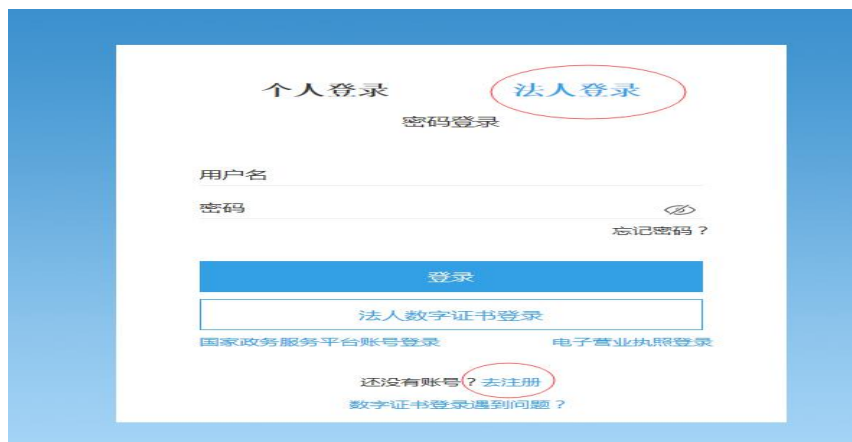 个人登录 法人登录
密码登录
用户名
密码
忘记密码？
登录
法人数字证书登录
国家政务服务平台账号登录 电子营业执照登录
还没有账号？去注册
数字证书登录遇到问题？